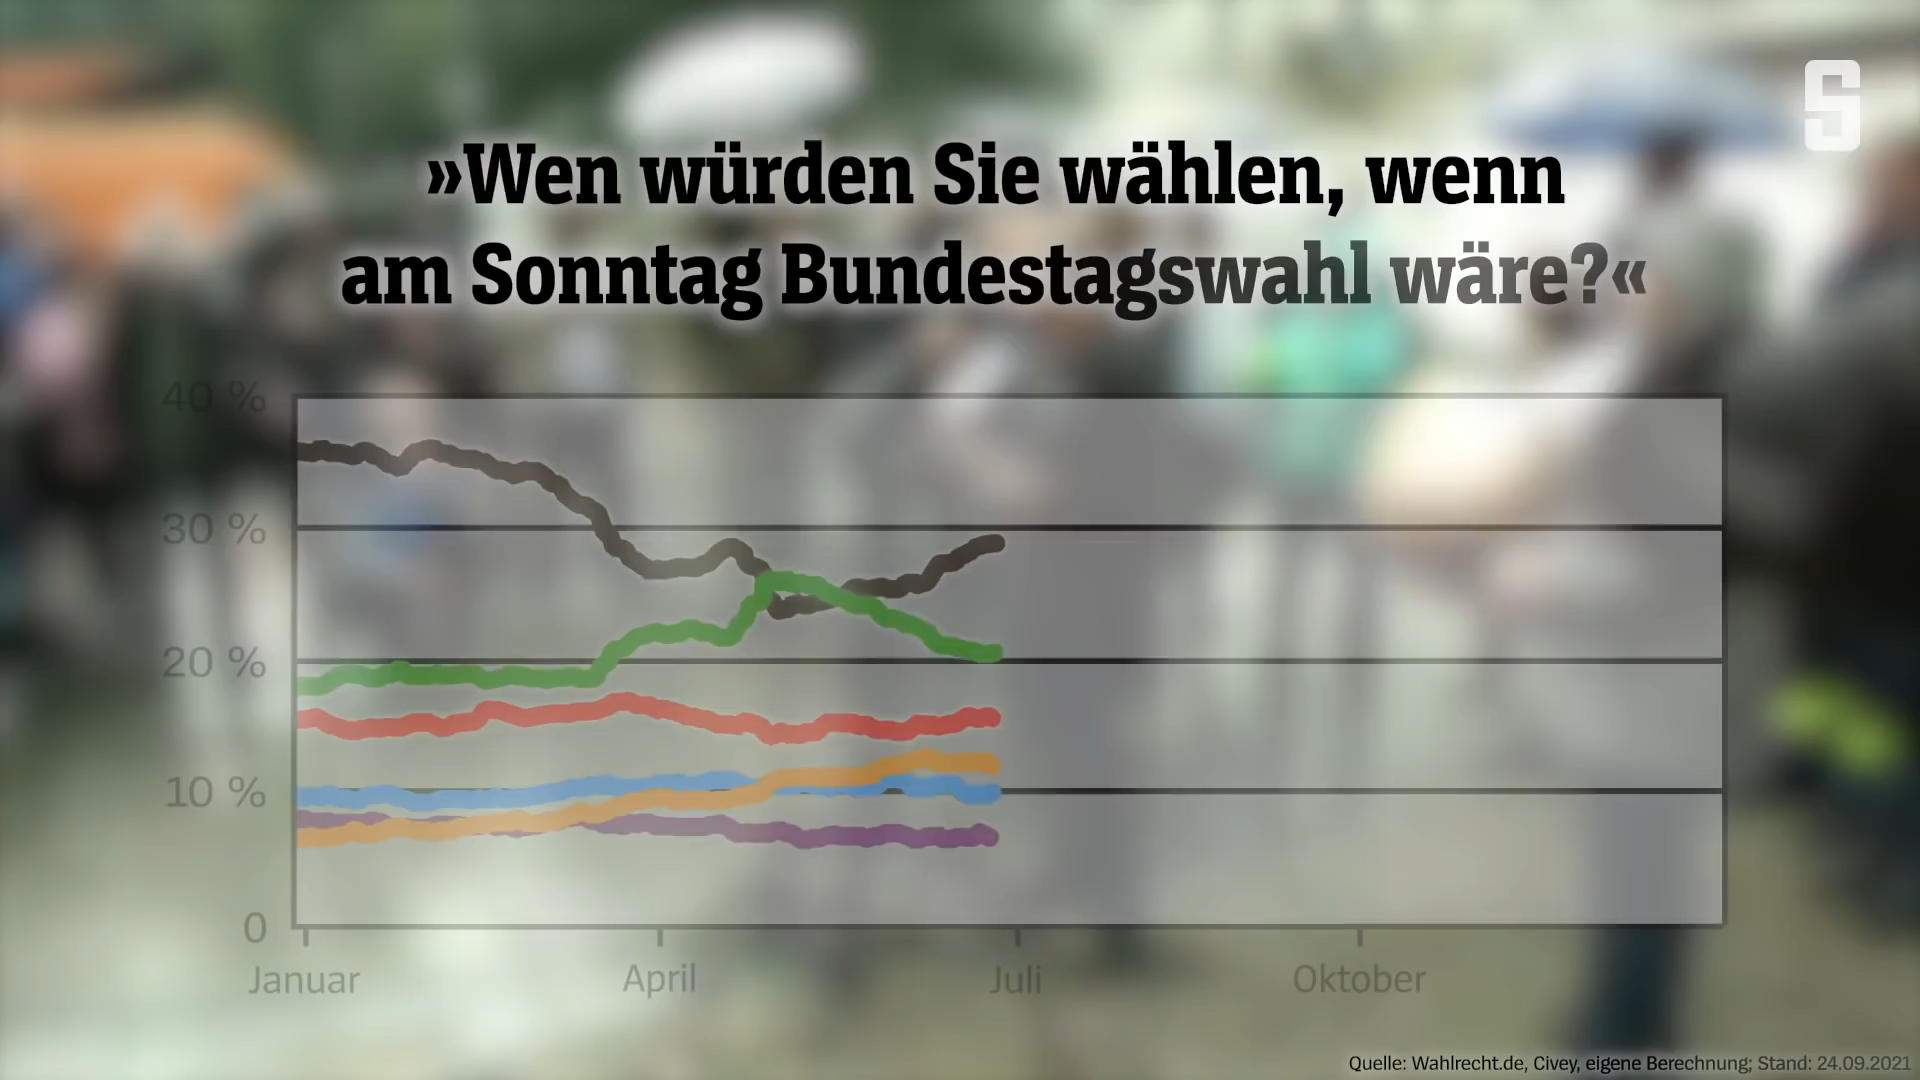 »Wen würden Sie wählen, wenn
am Sonntag Bundestagswahl wäre?«
S
40 %
30 %
20 %
10 %
0
Januar
April
Juli
Oktober
Quelle: Wahlrecht.de, Civey, eigene Berechnung; Stand: 24.09.2021